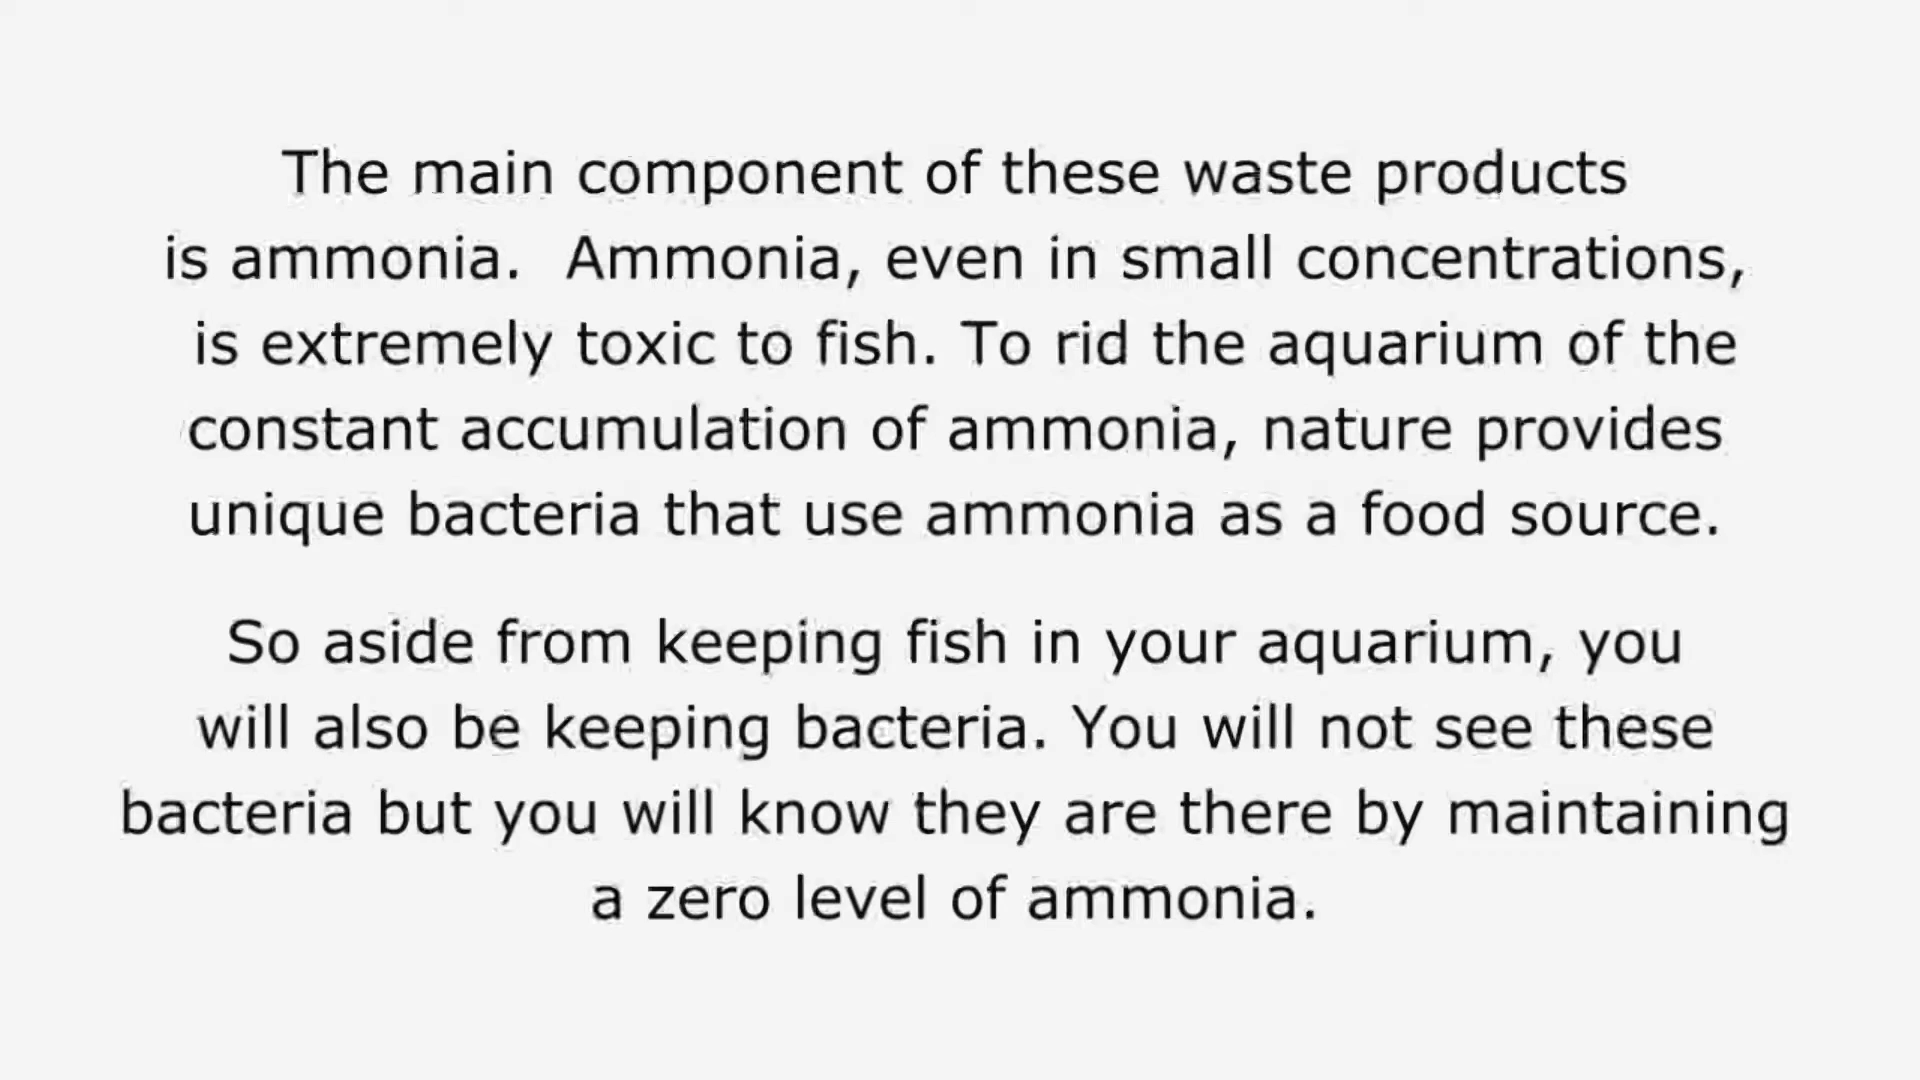 The main component of these waste products
is ammonia.  Ammonia, even in small concentrations,
is extremely toxic to fish. To rid the aquarium of the
constant accumulation of ammonia, nature provides
unique bacteria that use ammonia as a food source.
So aside from keeping fish in your aquarium, you
will also be keeping bacteria. You will not see these
bacteria but you will know they are there by maintaining
a zero level of ammonia.